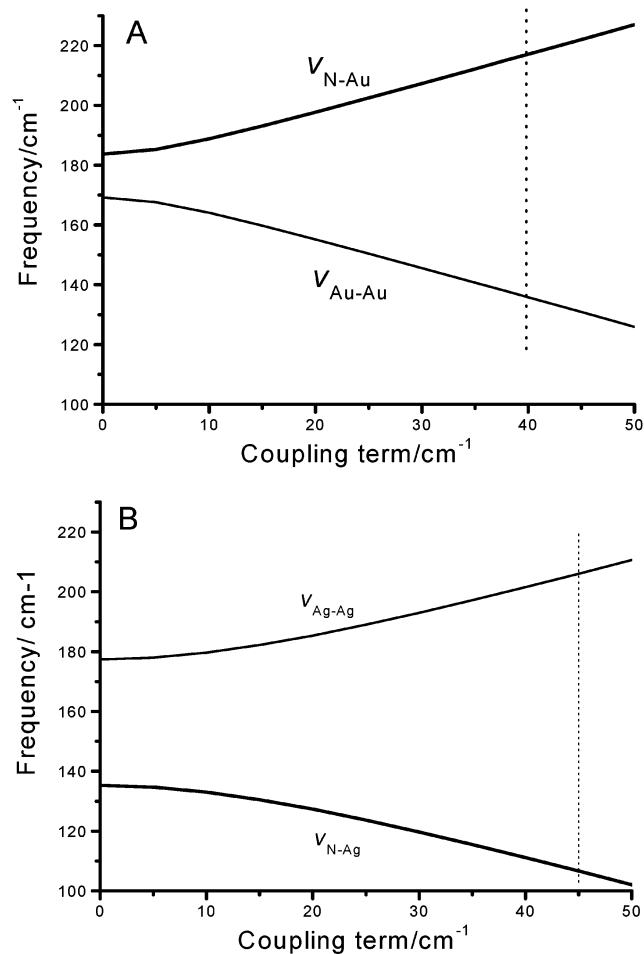 A
220
200
180
160
140
120
100
Frequency/cm-1
νN-Au
νAu-Au
0
10
20
30
40
50
Coupling term/cm-1
B
220
200
180
160
140
120
100
Frequency/ cm-1
νAg-Ag
νN-Ag
0
10
20
30
40
50
Coupling term/cm-1